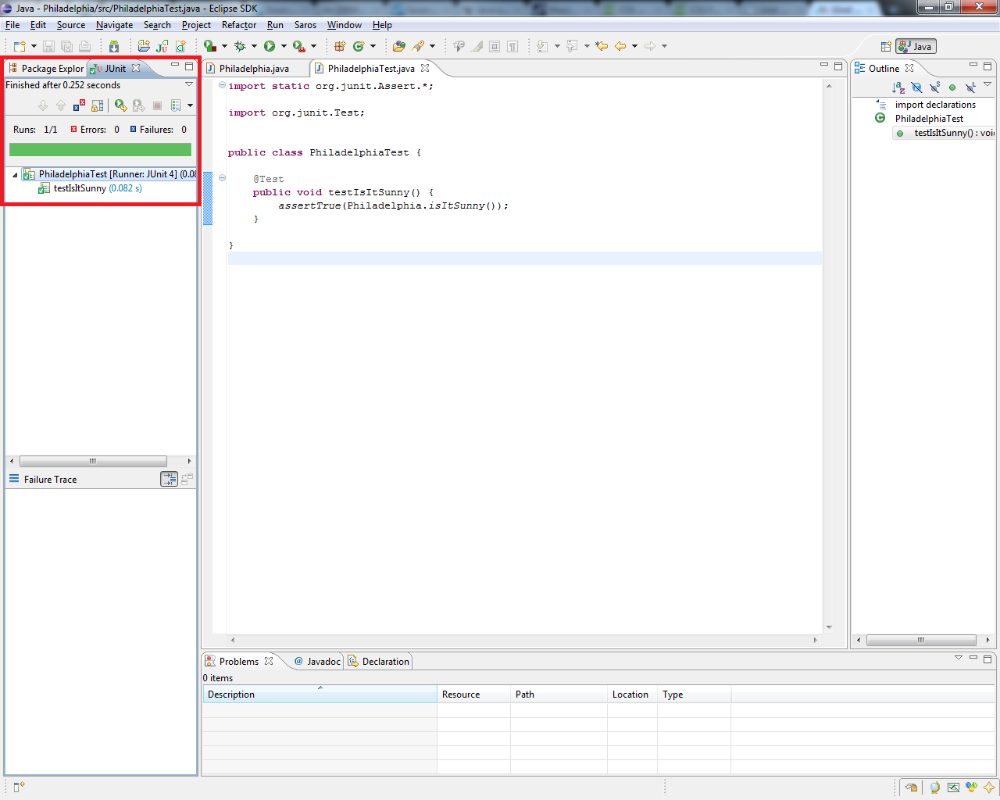 Java - Philadelphia/src/PhiladelphiaTest.java - Eclipse SDK
File Edit Source Navigate Search Project Refactor Run Saros Window Help
Java
Package Explor JUnit
Finished after 0.252 seconds
Runs: 1/1 Errors: 0 Failures: 0
PhiladelphiaTest [Runner: JUnit 4] (0.08
testIsItSunny (0.082 s)
Failure Trace
Philadelphia.java PhiladelphiaTest.java
import static org.junit.Assert.*;
import org.junit.Test;
public class PhiladelphiaTest {
@Test
public void testIsItSunny() {
assertTrue(Philadelphia.isItSunny());
}
}
Outline
import declarations
PhiladelphiaTest
testIsItSunny() : void
Problems @ Javadoc Declaration
0 items
Description Resource Path Location Type